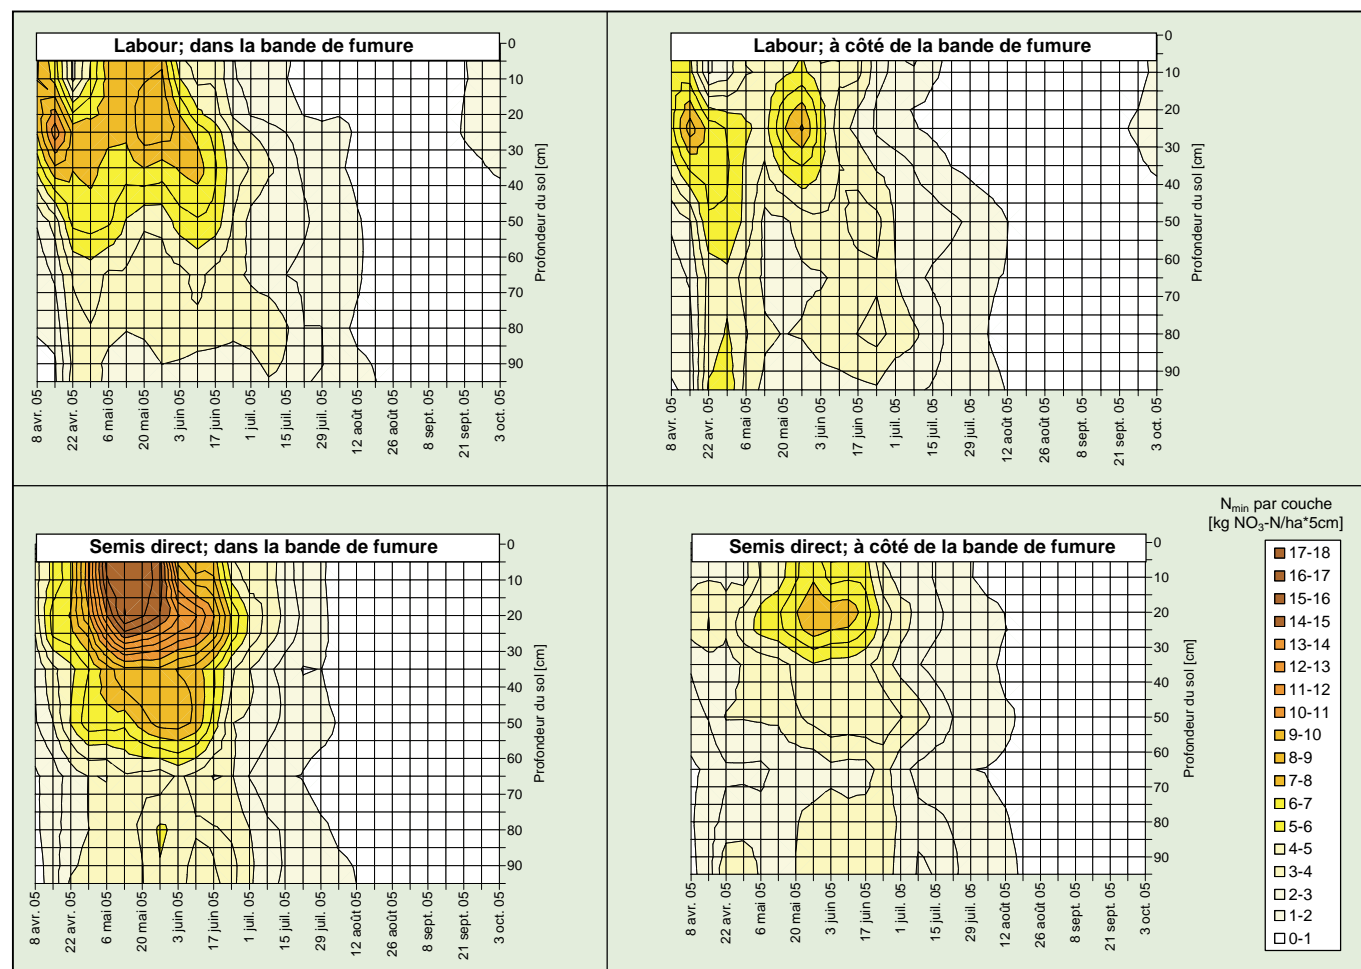 Labour; dans la bande de fumure
0
10
20
30
40
50
60
70
80
90
Profondeur du sol [cm]
8 avr. 05
22 avr. 05
6 mai 05
20 mai 05
3 juin 05
17 juin 05
1 juil. 05
15 juil. 05
29 juil. 05
12 août 05
26 août 05
8 sept. 05
21 sept. 05
3 oct. 05
Labour; à côté de la bande de fumure
0
10
20
30
40
50
60
70
80
90
Profondeur du sol [cm]
8 avr. 05
22 avr. 05
6 mai 05
20 mai 05
3 juin 05
17 juin 05
1 juil. 05
15 juil. 05
29 juil. 05
12 août 05
26 août 05
8 sept. 05
21 sept. 05
3 oct. 05
Semis direct; dans la bande de fumure
0
10
20
30
40
50
60
70
80
90
Profondeur du sol [cm]
8 avr. 05
22 avr. 05
6 mai 05
20 mai 05
3 juin 05
17 juin 05
1 juil. 05
15 juil. 05
29 juil. 05
12 août 05
26 août 05
8 sept. 05
21 sept. 05
3 oct. 05
Semis direct; à côté de la bande de fumure
0
10
20
30
40
50
60
70
80
90
Profondeur du sol [cm]
8 avr. 05
22 avr. 05
6 mai 05
20 mai 05
3 juin 05
17 juin 05
1 juil. 05
15 juil. 05
29 juil. 05
12 août 05
26 août 05
8 sept. 05
21 sept. 05
3 oct. 05
Nmin par couche
[kg NO3-N/ha*5cm]
17-18
16-17
15-16
14-15
13-14
12-13
11-12
10-11
9-10
8-9
7-8
6-7
5-6
4-5
3-4
2-3
1-2
0-1